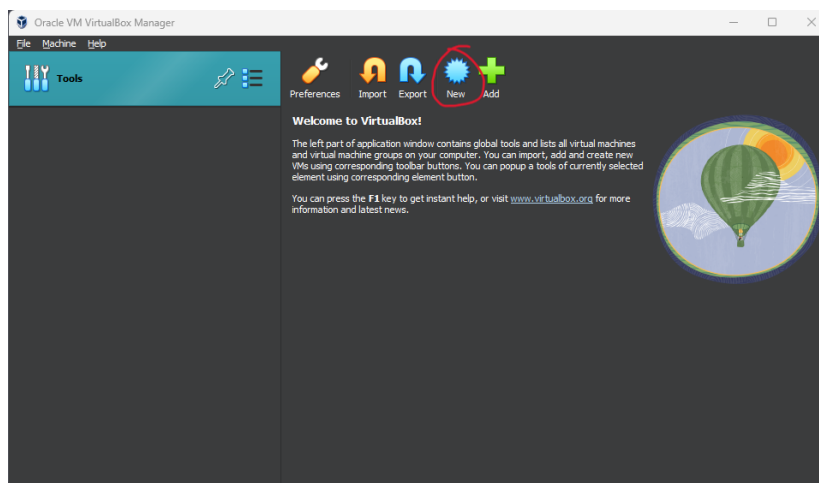 Oracle VM VirtualBox Manager
File Machine Help
Tools
Preferences Import Export New Add
Welcome to VirtualBox!
The left part of application window contains global tools and lists all virtual machines
and virtual machine groups on your computer. You can import, add and create new
VMs using corresponding toolbar buttons. You can popup a tools of currently selected
element using corresponding element button.
You can press the F1 key to get instant help, or visit www.virtualbox.org for more
information and latest news.